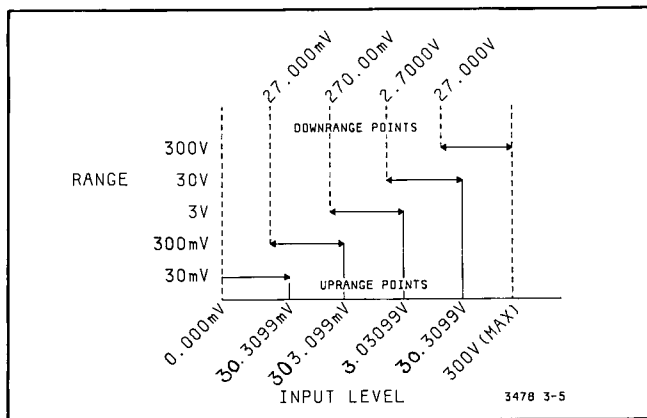 27.000mV
270.00mV
2.7000V
27.000V
DOWNRANGE POINTS
300V
RANGE
30V
3V
300mV
30mV
UPRANGE POINTS
0.000mV
30.3099mV
303.099mV
3.03099V
30.3099V
300V(MAX)
INPUT LEVEL
3478 3-5